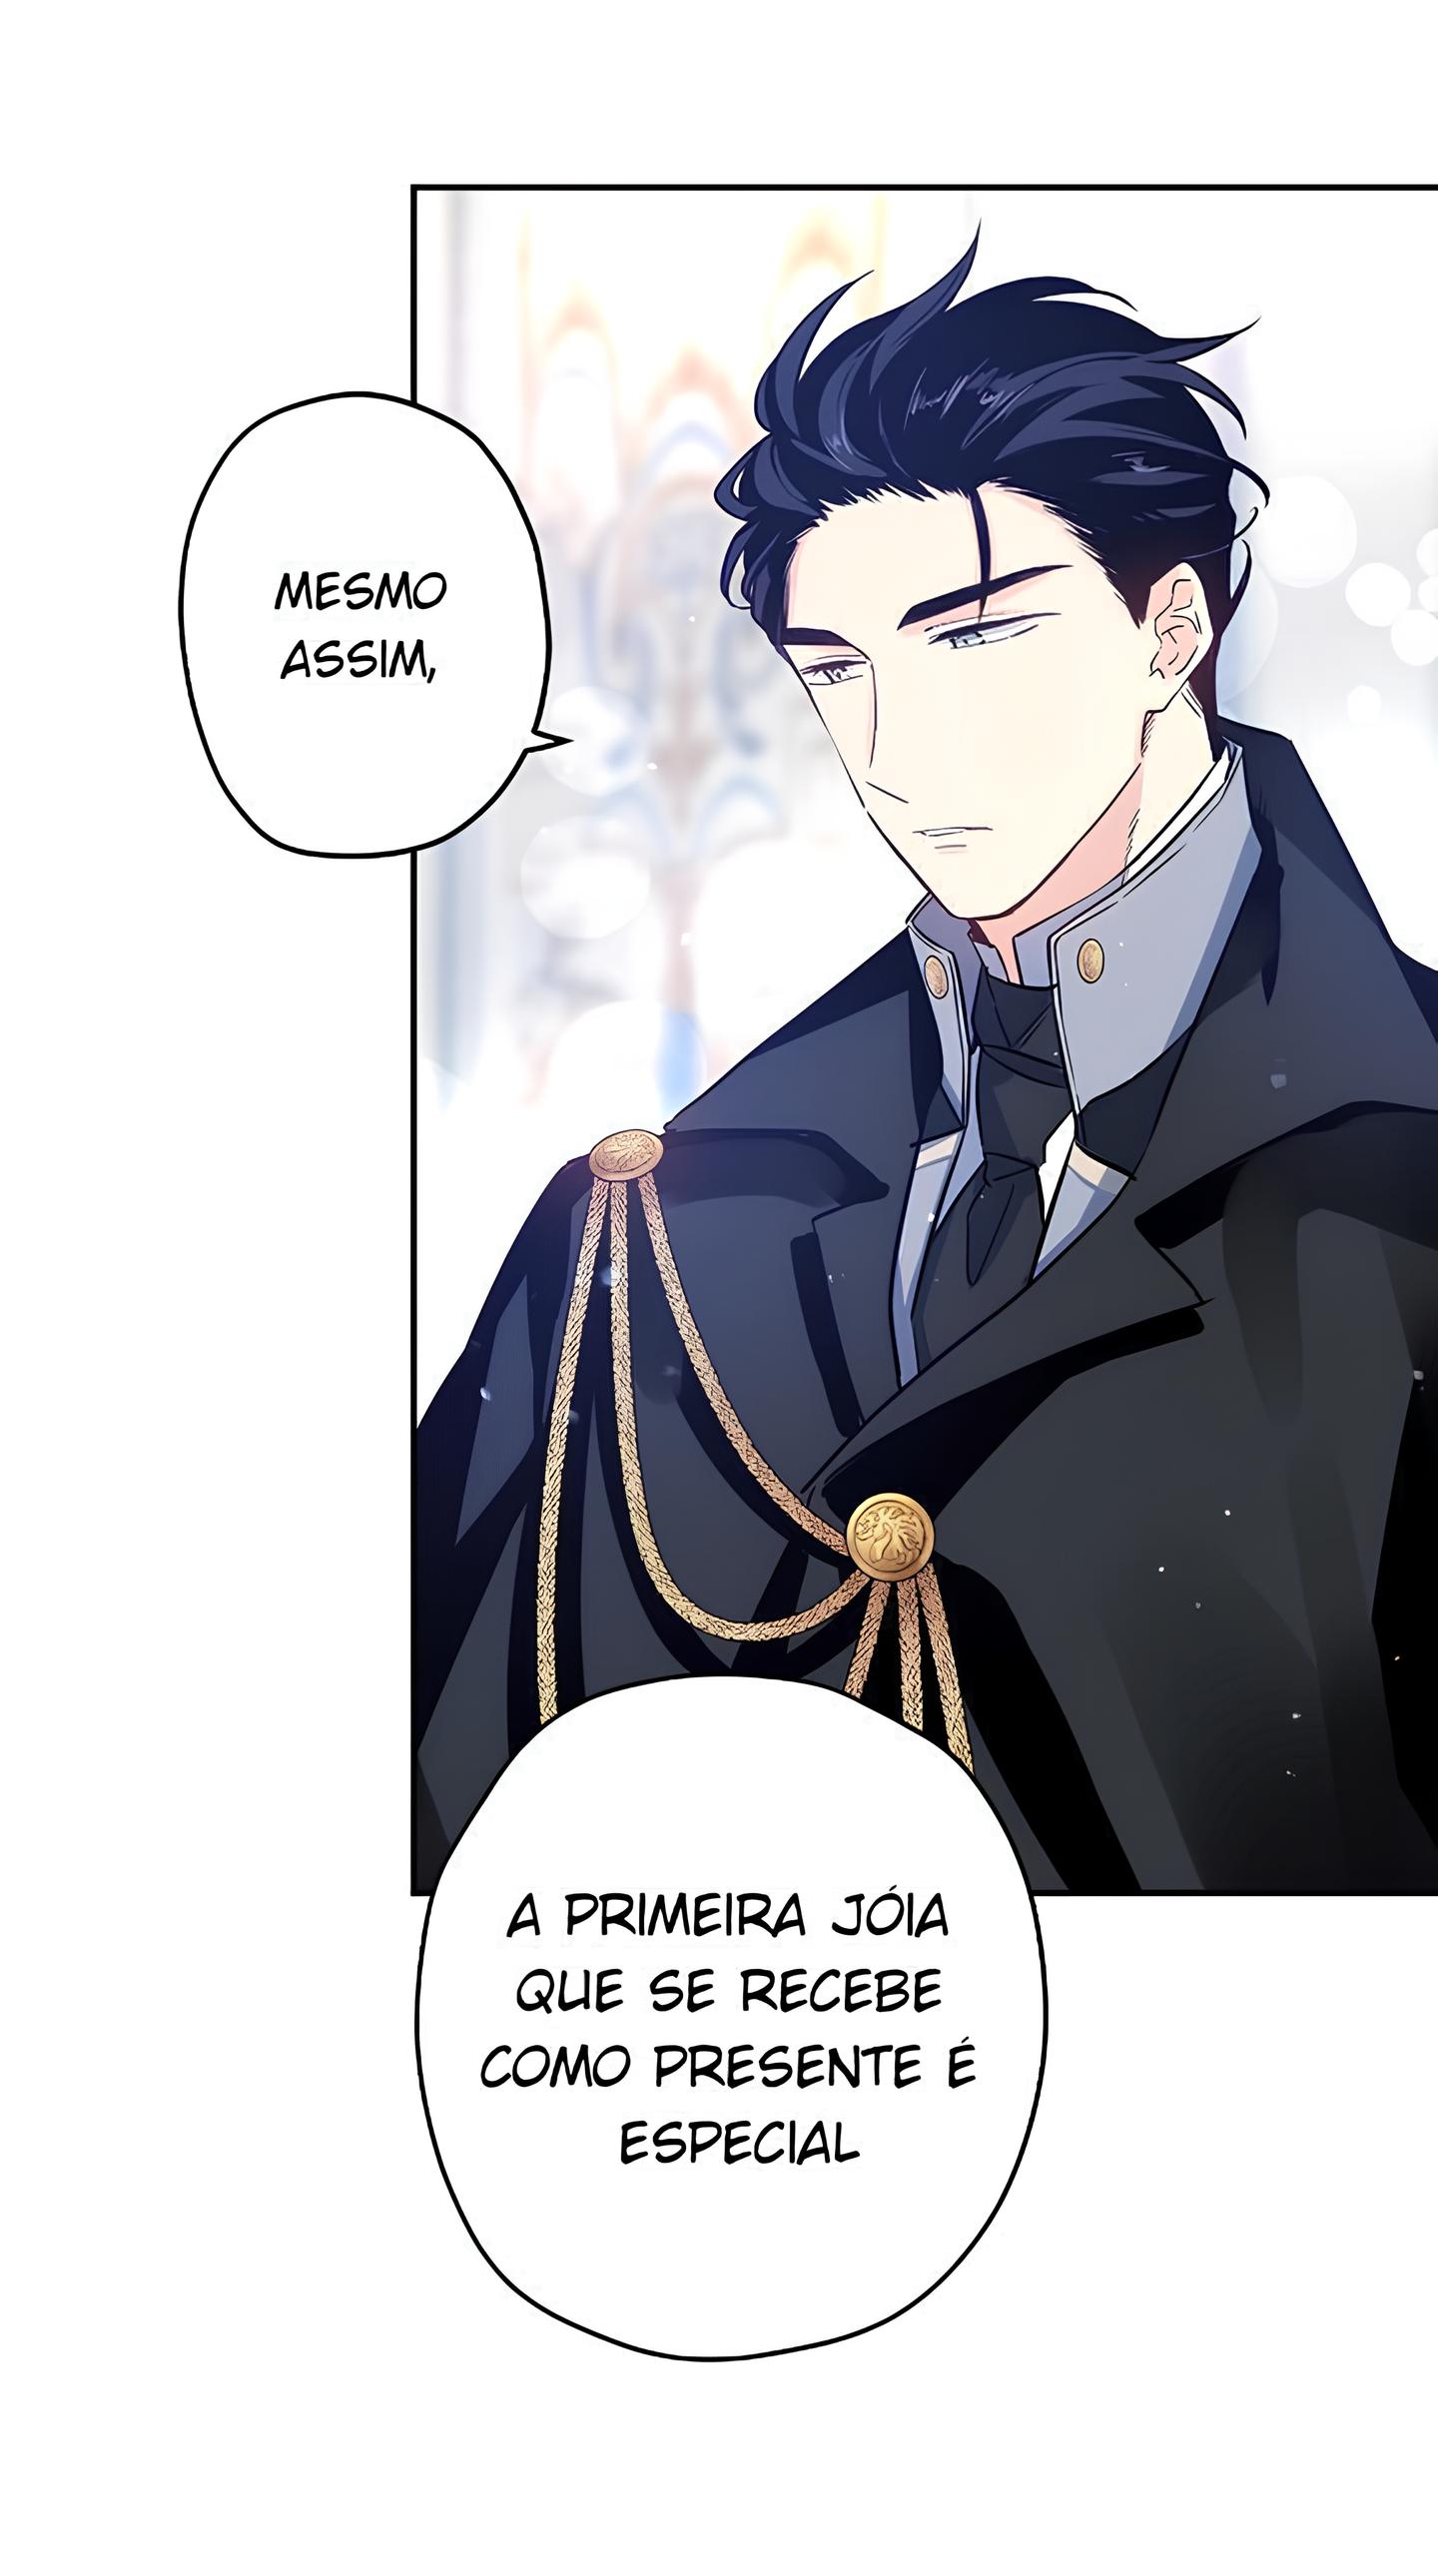 MESMO
ASSIM,
A PRIMEIRA JÓIA
QUE SE RECEBE
COMO PRESENTE É
ESPECIAL